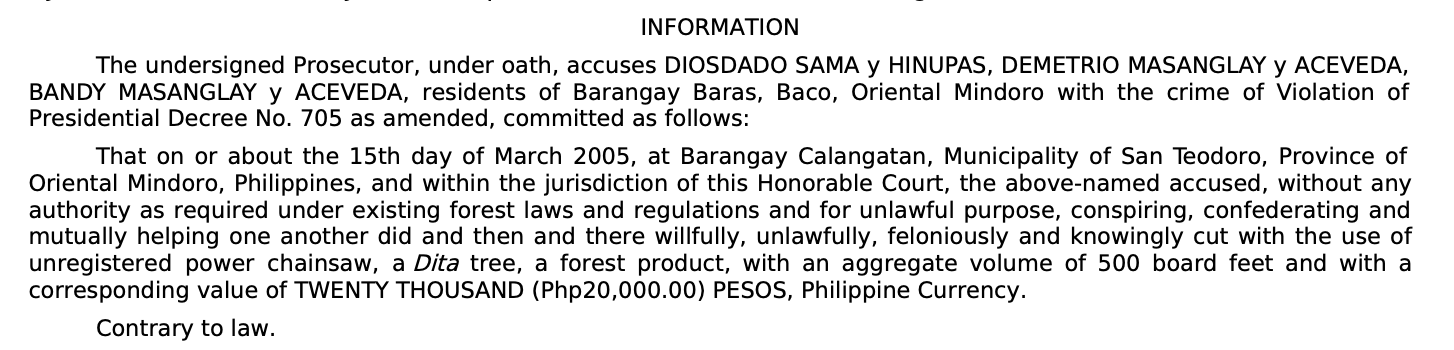 INFORMATION
The undersigned Prosecutor, under oath, accuses DIOSDADO SAMA y HINUPAS, DEMETRIO MASANGLAY y ACEVEDA,
BANDY MASANGLAY y ACEVEDA, residents of Barangay Baras, Baco, Oriental Mindoro with the crime of Violation of
Presidential Decree No. 705 as amended, committed as follows:
That on or about the 15th day of March 2005, at Barangay Calangatan, Municipality of San Teodoro, Province of
Oriental Mindoro, Philippines, and within the jurisdiction of this Honorable Court, the above-named accused, without any
authority as required under existing forest laws and regulations and for unlawful purpose, conspiring, confederating and
mutually helping one another did and then and there willfully, unlawfully, feloniously and knowingly cut with the use of
unregistered power chainsaw, a Dita tree, a forest product, with an aggregate volume of 500 board feet and with a
corresponding value of TWENTY THOUSAND (Php20,000.00) PESOS, Philippine Currency.
Contrary to law.